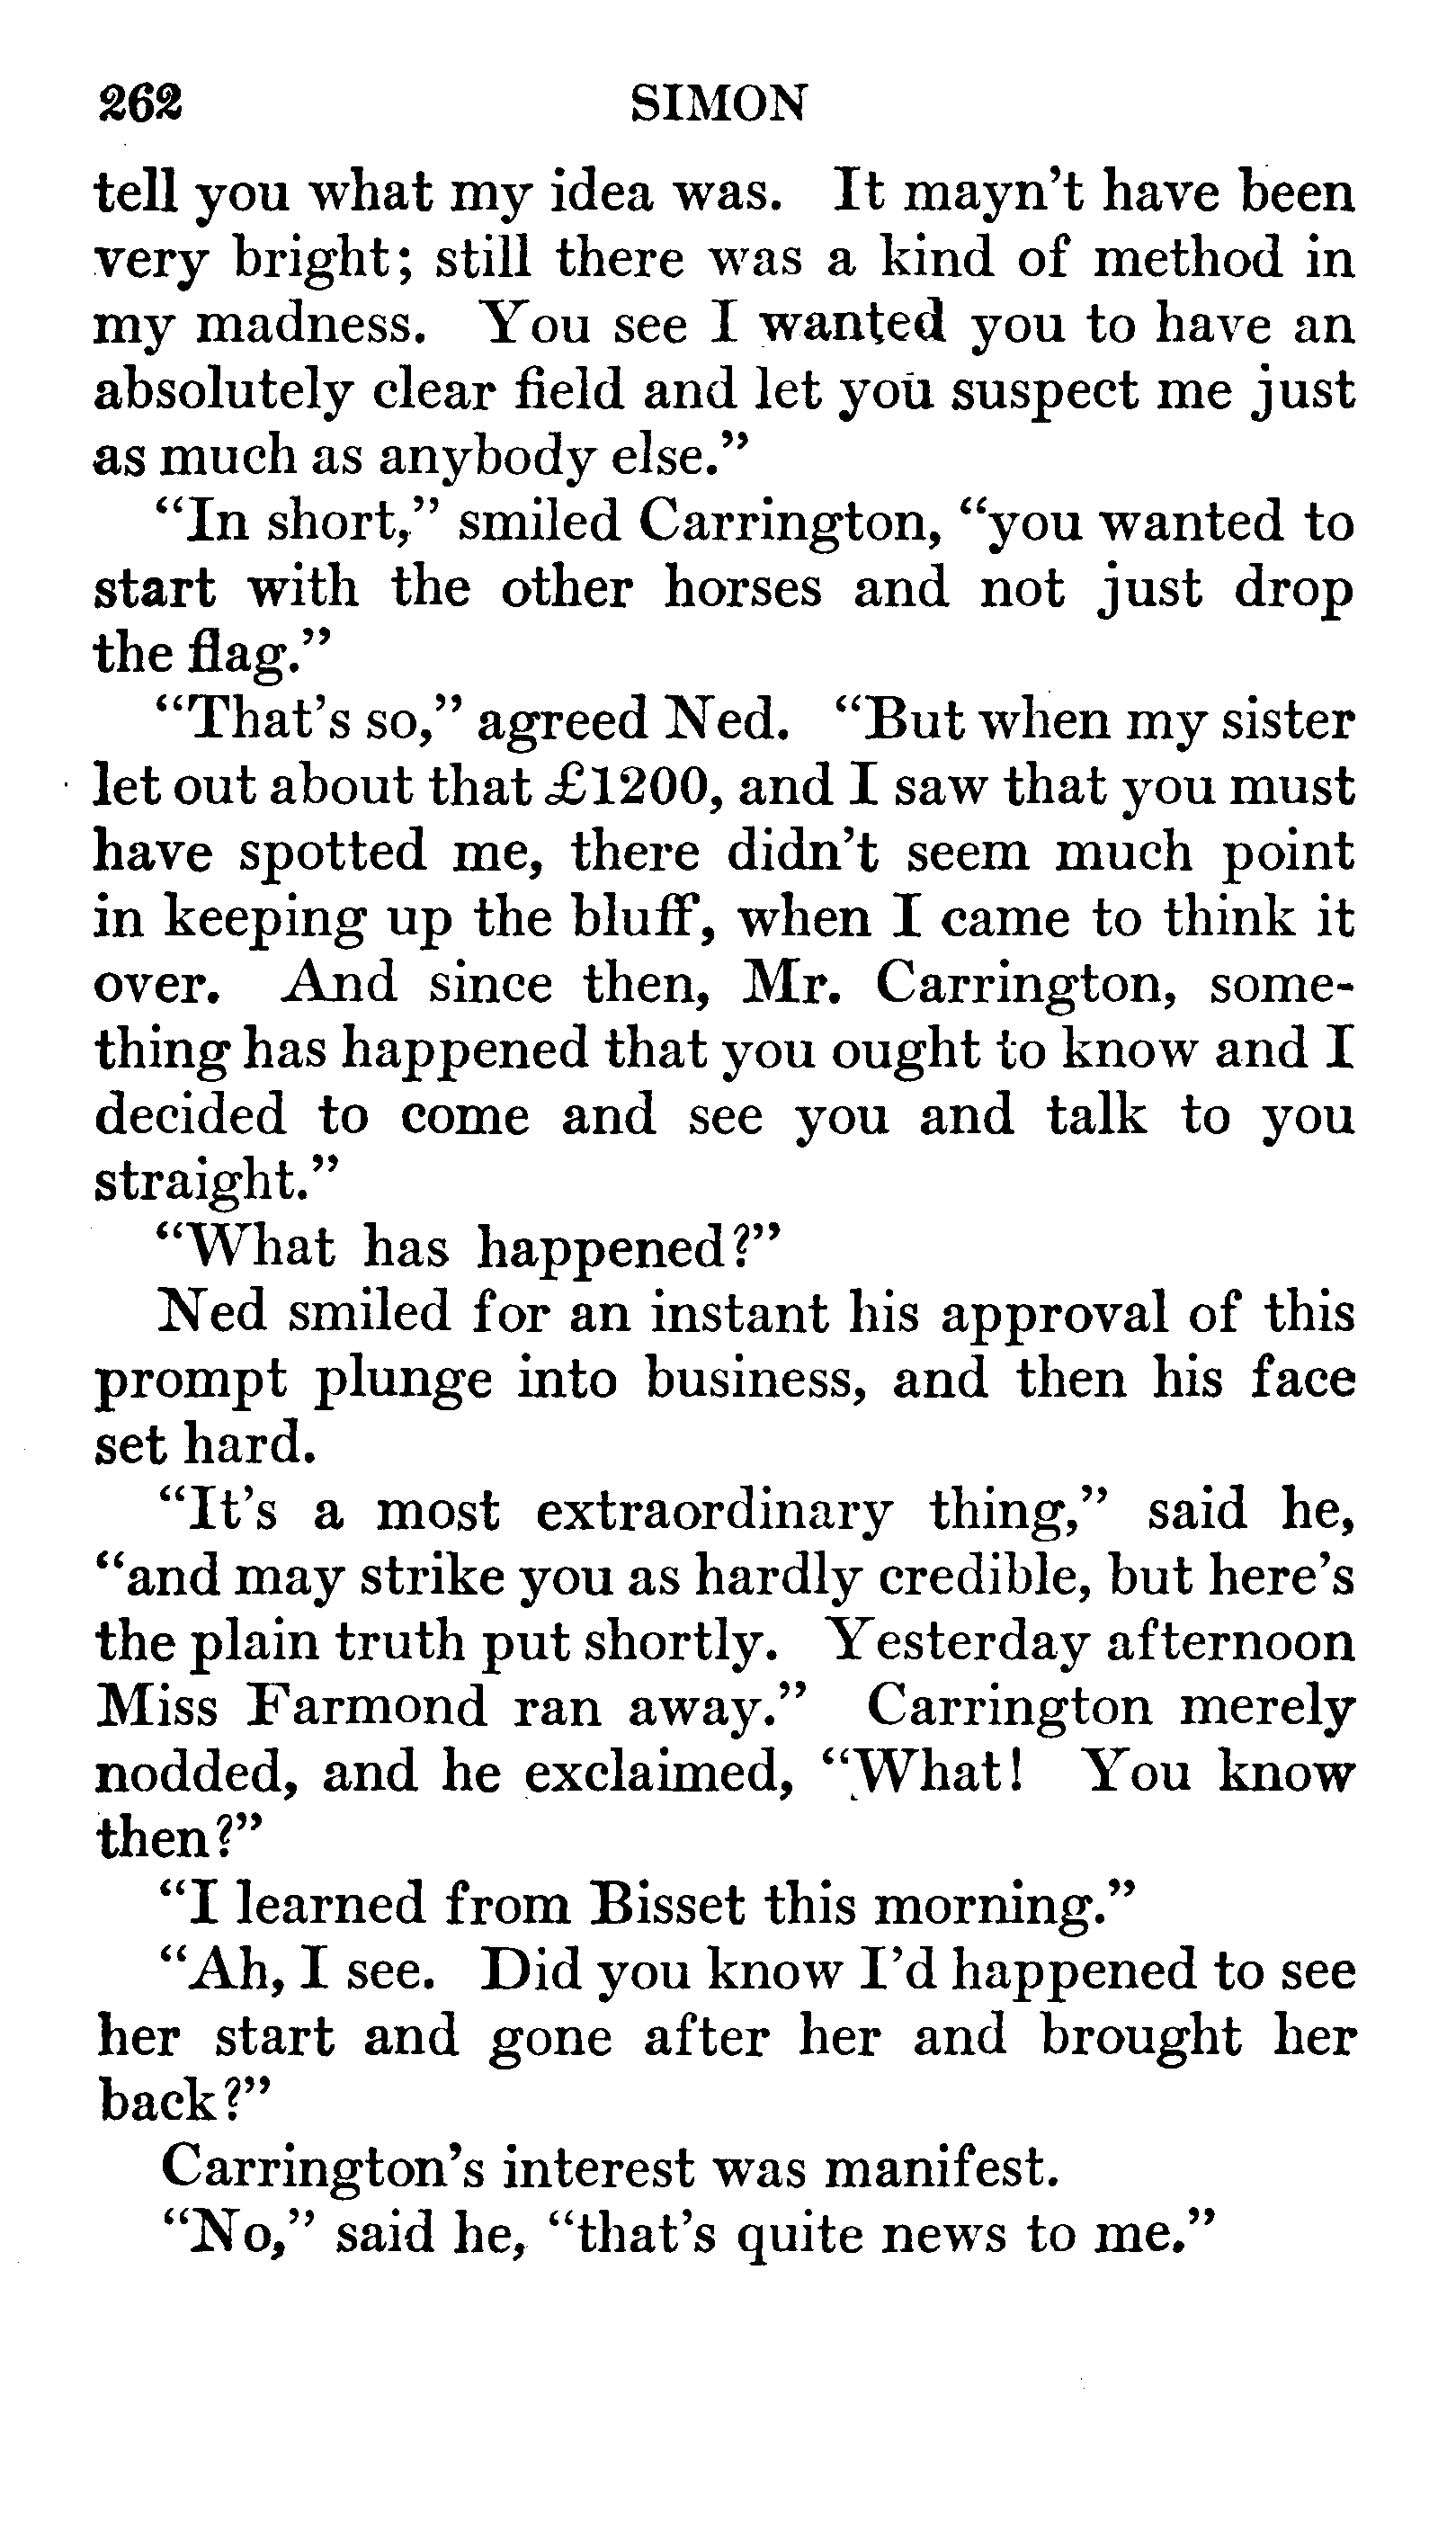 262 SIMON
tell you what my idea was. It mayn't have been
very bright; still there was a kind of method in
my madness. You see I wanted you to have an
absolutely clear field and let you suspect me just
as much as anybody else."
"In short," smiled Carrington, "you wanted to
start with the other horses and not just drop
the flag."
"That's so," agreed Ned. "But when my sister
let out about that £1200, and I saw that you must
have spotted me, there didn't seem much point
in keeping up the bluff, when I came to think it
over. And since then, Mr. Carrington, some-
thing has happened that you ought to know and I
decided to come and see you and talk to you
straight."
"What has happened?"
Ned smiled for an instant his approval of this
prompt plunge into business, and then his face
set hard.
"It's a most extraordinary thing," said he,
"and may strike you as hardly credible, but here's
the plain truth put shortly. Yesterday afternoon
Miss Farmond ran away." Carrington merely
nodded, and he exclaimed, "What! You know
then?"
"I learned from Bisset this morning."
"Ah, I see. Did you know I'd happened to see
her start and gone after her and brought her
back?"
Carrington's interest was manifest.
"No," said he, "that's quite news to me."